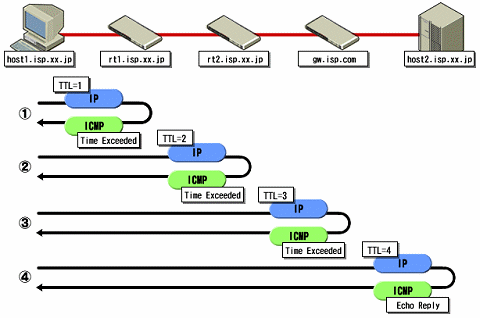 host1.isp.xx.jp
rt1.isp.xx.jp
rt2.isp.xx.jp
gw.isp.com
host2.isp.xx.jp
TTL=1
IP
①
ICMP
Time Exceeded
TTL=2
IP
②
ICMP
Time Exceeded
TTL=3
IP
③
ICMP
Time Exceeded
TTL=4
IP
④
ICMP
Echo Reply